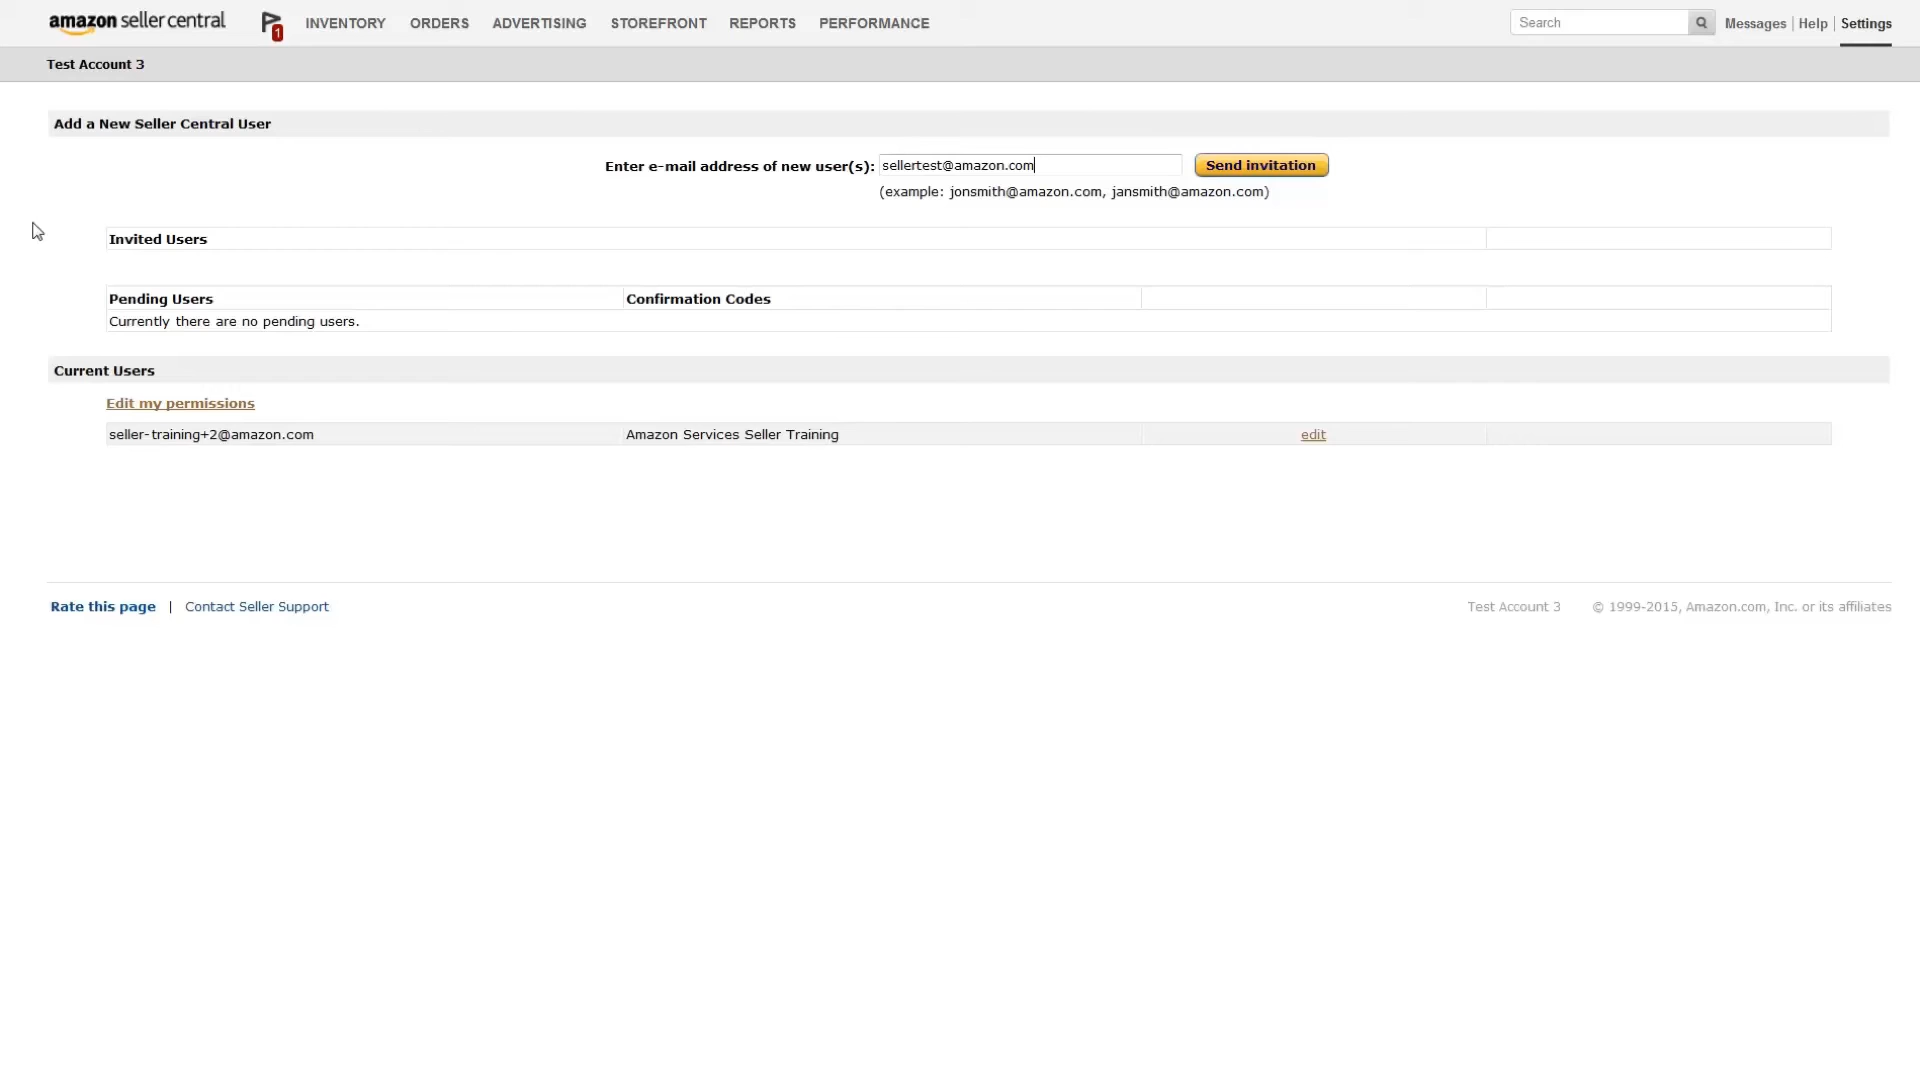 amazon seller central
1
INVENTORY ORDERS ADVERTISING STOREFRONT REPORTS PERFORMANCE
Search
Messages | Help | Settings
Test Account 3
Add a New Seller Central User
Enter e-mail address of new user(s): sellertest@amazon.com Send invitation
(example: jonsmith@amazon.com, jansmith@amazon.com)
Invited Users
Pending Users Confirmation Codes
Currently there are no pending users.
Current Users
Edit my permissions
seller-training+2@amazon.com Amazon Services Seller Training edit
Rate this page | Contact Seller Support
Test Account 3 © 1999-2015, Amazon.com, Inc. or its affiliates